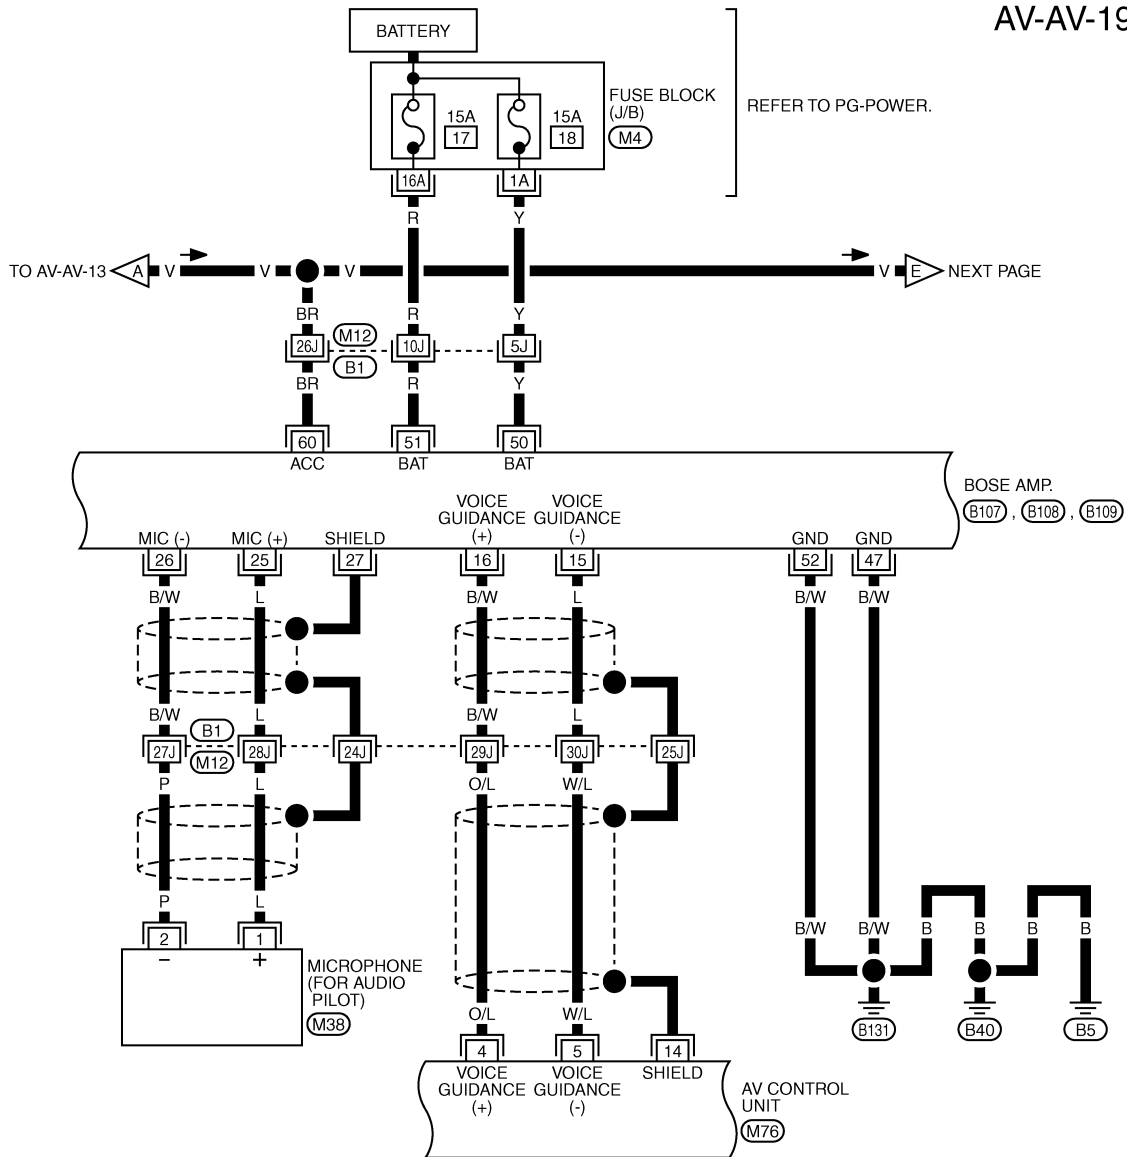 AV-AV-19
BATTERY
FUSE BLOCK
(J/B)
M4
15A
17
15A
18
REFER TO PG-POWER.
16A
1A
R
Y
TO AV-AV-13
A
V
V
V
V
E
NEXT PAGE
BR
R
Y
M12
26J
10J
5J
B1
BR
R
Y
60
51
50
ACC
BAT
BAT
BOSE AMP.
B107 , B108 , B109
VOICE
GUIDANCE
(+)
VOICE
GUIDANCE
(-)
MIC (-)
MIC (+)
SHIELD
GND
GND
26
25
27
16
15
52
47
B/W
L
B/W
L
B/W
B/W
B/W
L
B/W
L
B1
27J
28J
24J
29J
30J
25J
M12
P
L
O/L
W/L
P
L
B/W
B/W
B
B
B
B
2
1
-
+
MICROPHONE
(FOR AUDIO
PILOT)
M38
O/L
W/L
B131
B40
B5
4
5
14
VOICE
GUIDANCE
(+)
VOICE
GUIDANCE
(-)
SHIELD
AV CONTROL
UNIT
M76